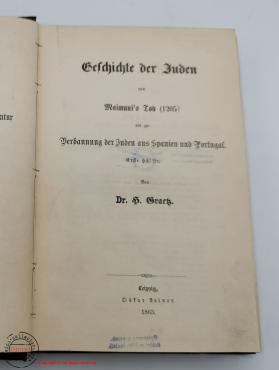 Geschichte der Juden
von
Maimuni's Tod (1205)
bis zur
Verbannung der Juden aus Spanien und Portugal.
Erste Hälfte.
Von
Dr. H. Graetz.
Leipzig,
Oskar Leiner.
1863.